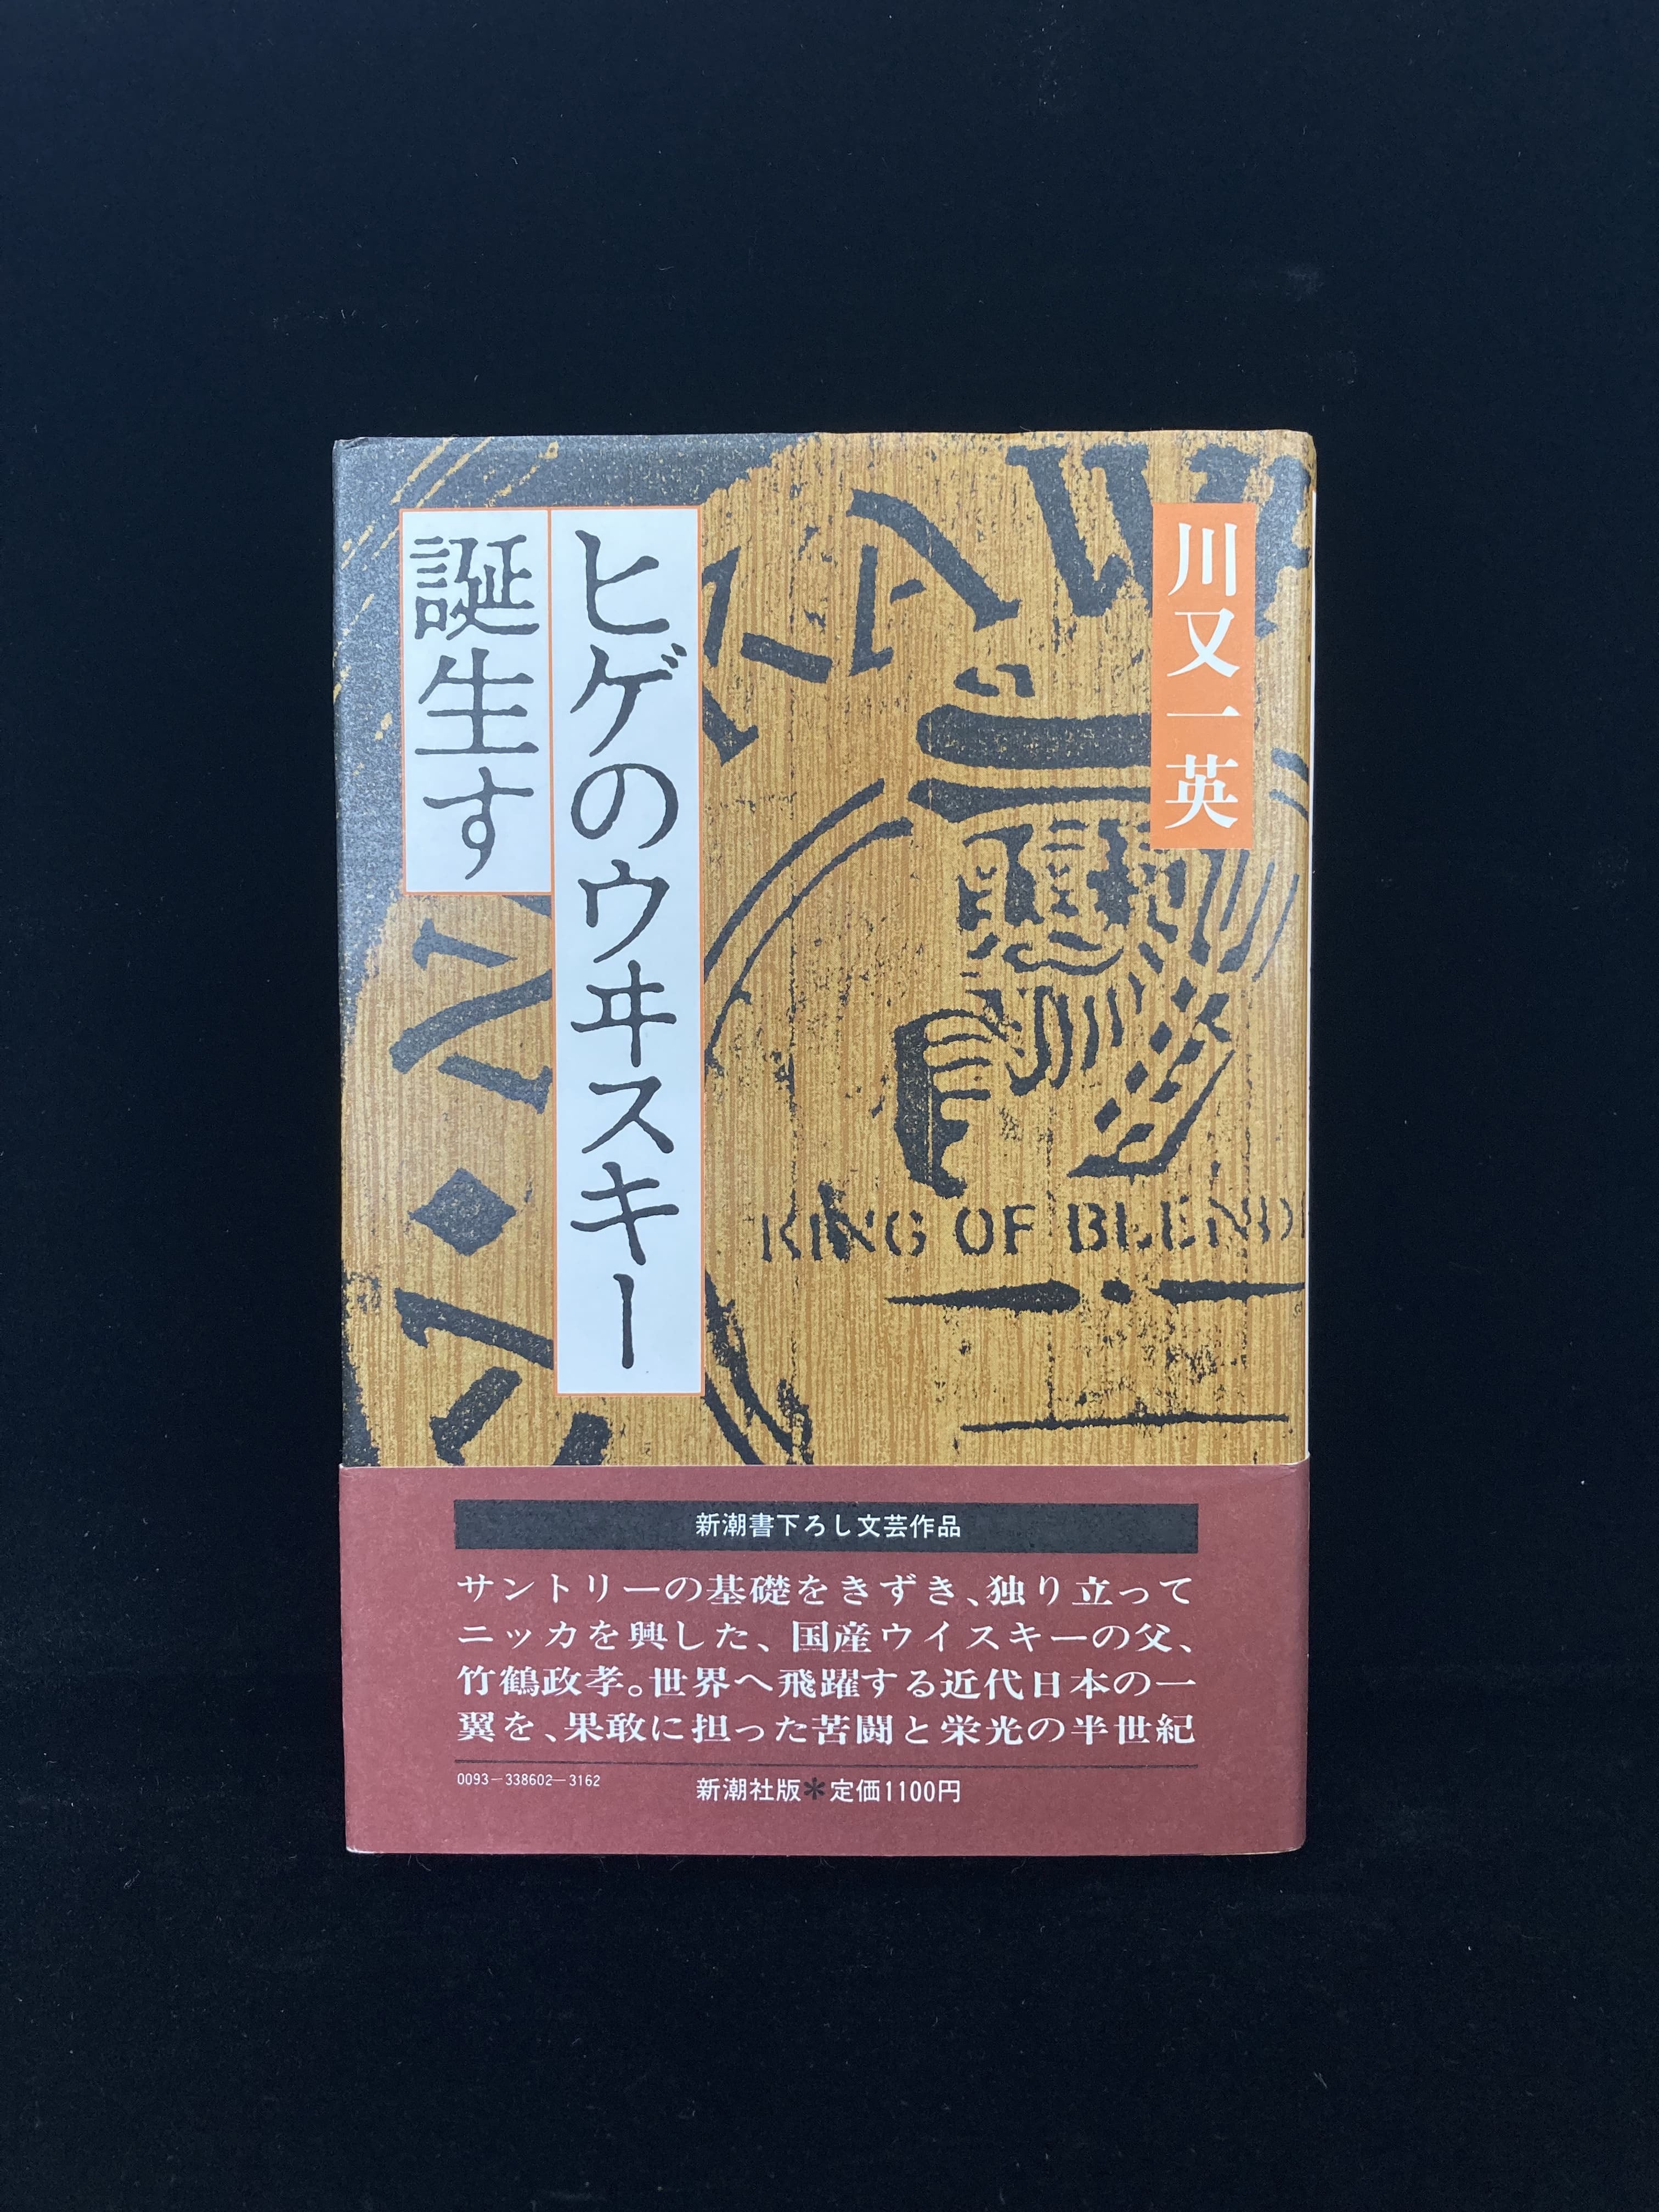 川又一英
ヒゲのウヰスキー
誕生す
KING OF BLEND
新潮書下ろし文芸作品
サントリーの基礎をきずき、独り立って
ニッカを興した、国産ウイスキーの父、
竹鶴政孝。世界へ飛躍する近代日本の一
翼を、果敢に担った苦闘と栄光の半世紀
0093-338602-3162
新潮社版＊定価1100円